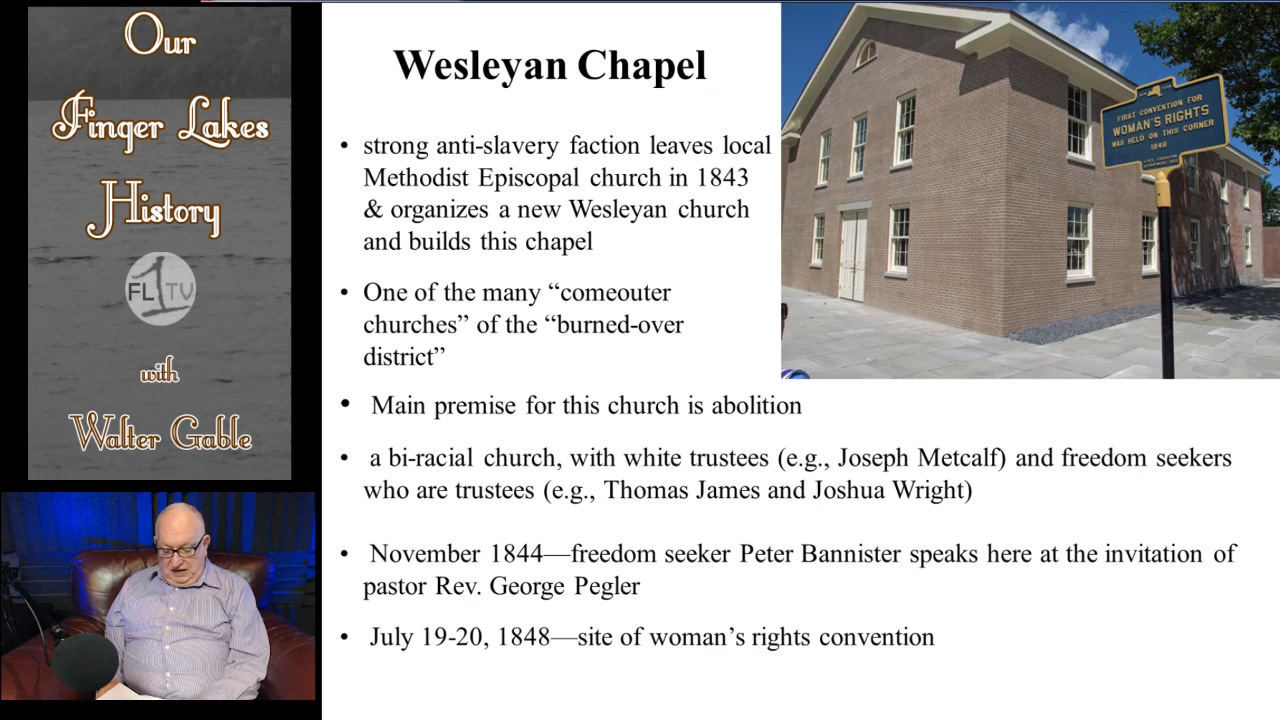 Our
Finger Lakes
History
FL1TV
with
Walter Gable
Wesleyan Chapel
• strong anti-slavery faction leaves local
Methodist Episcopal church in 1843
& organizes a new Wesleyan church
and builds this chapel
• One of the many “comeouter
churches” of the “burned-over
district”
• Main premise for this church is abolition
• a bi-racial church, with white trustees (e.g., Joseph Metcalf) and freedom seekers
who are trustees (e.g., Thomas James and Joshua Wright)
• November 1844—freedom seeker Peter Bannister speaks here at the invitation of
pastor Rev. George Pegler
• July 19-20, 1848—site of woman’s rights convention
NEW YORK
FIRST CONVENTION FOR
WOMAN'S RIGHTS
WAS HELD ON THIS CORNER
1848
STATE EDUCATION